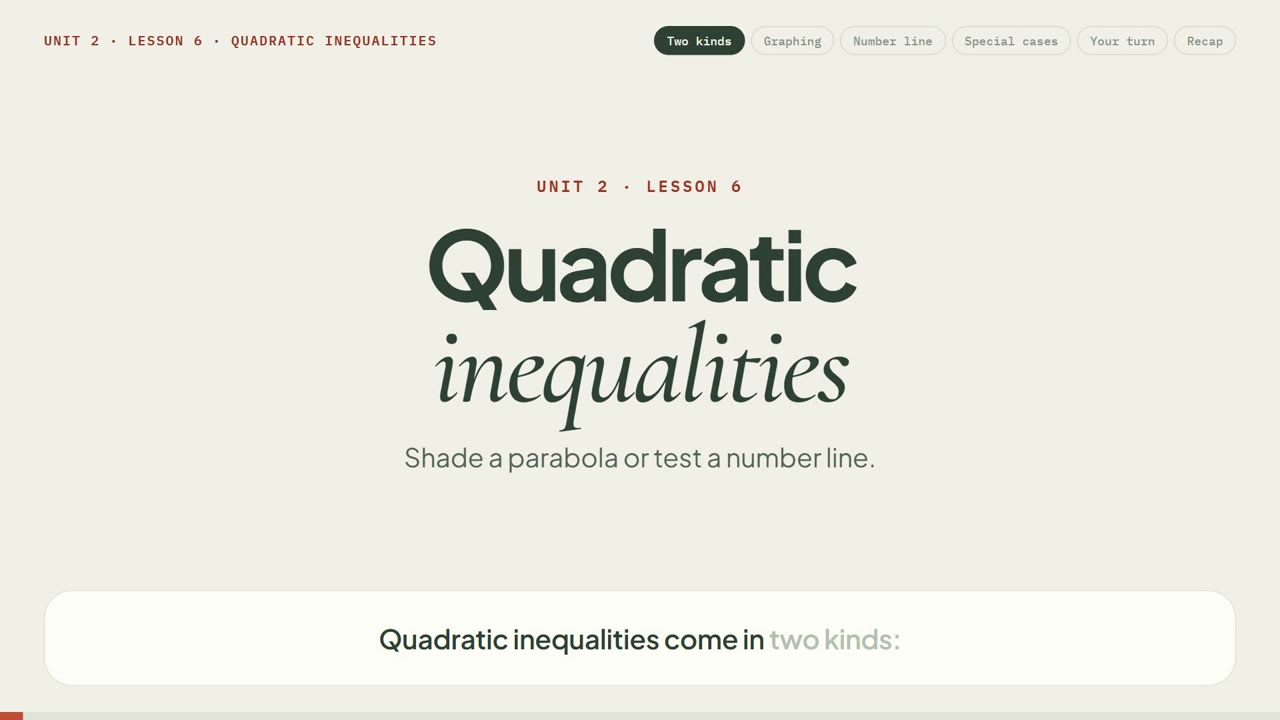 UNIT 2 · LESSON 6 · QUADRATIC INEQUALITIES
Two kinds
Graphing
Number line
Special cases
Your turn
Recap
UNIT 2 · LESSON 6
Quadratic
inequalities
Shade a parabola or test a number line.
Quadratic inequalities come in two kinds: